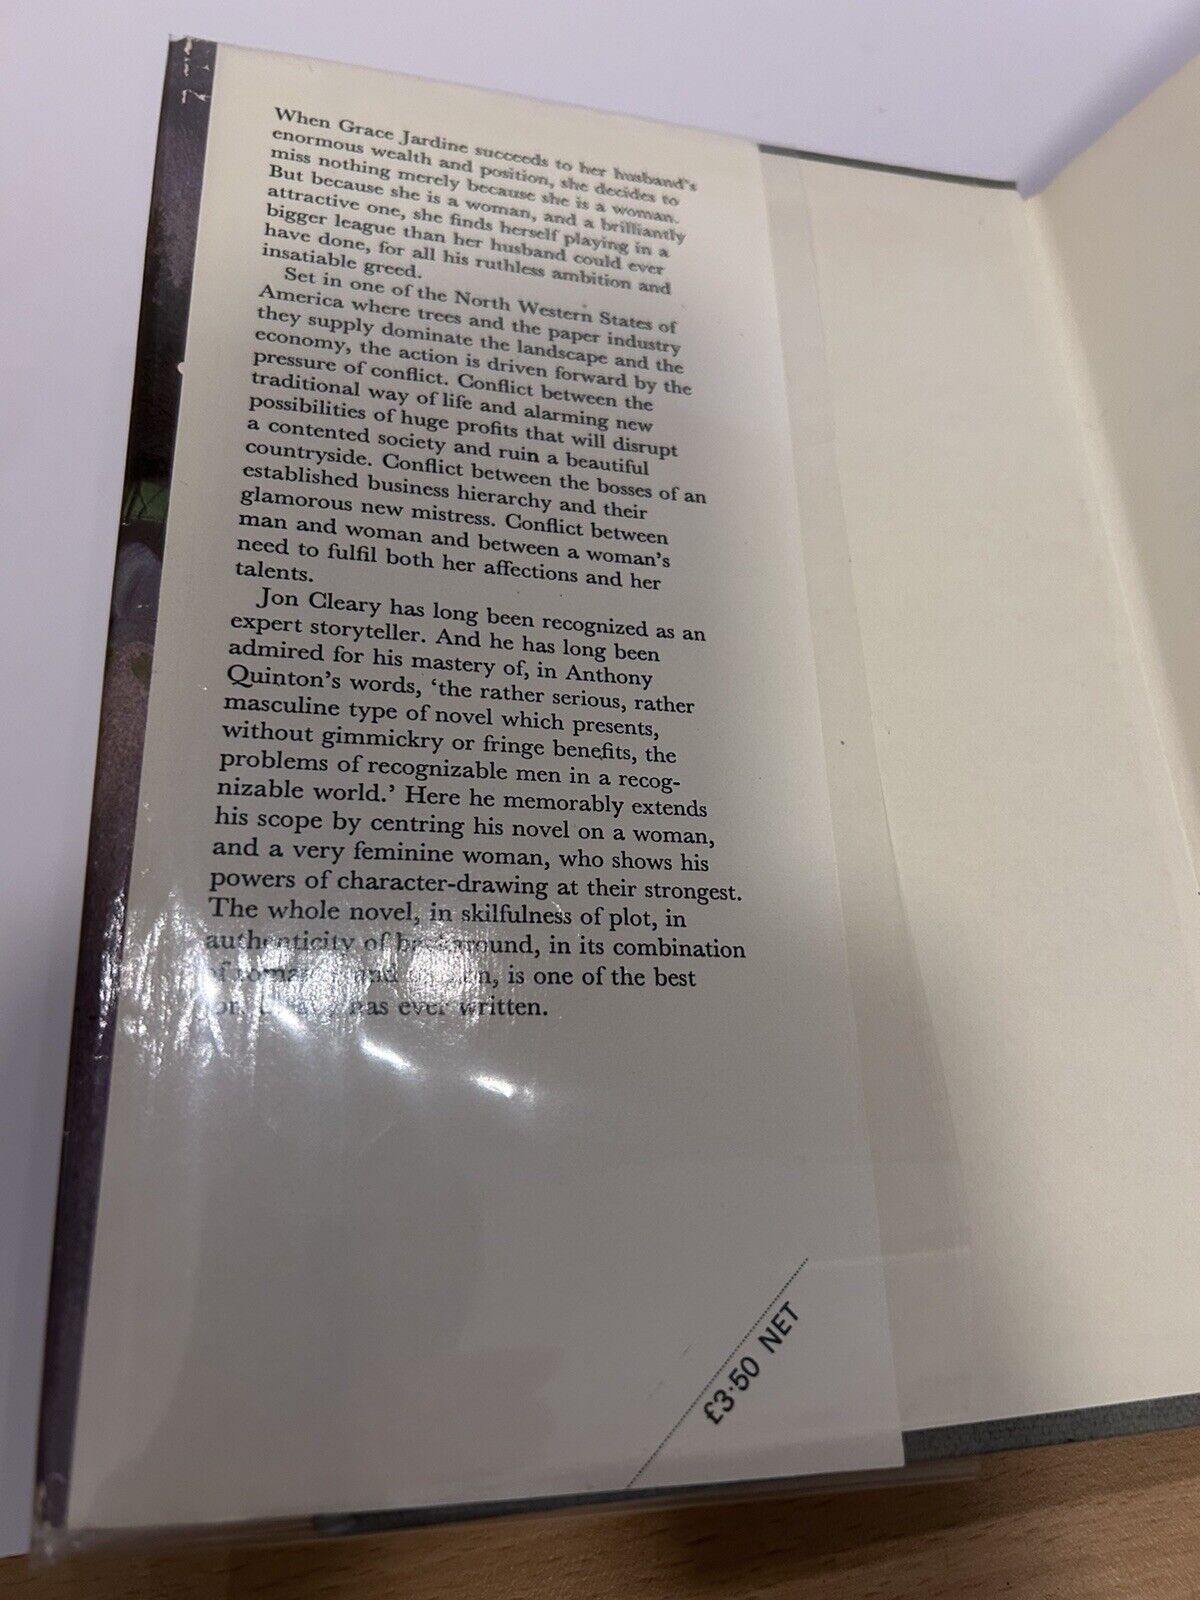 When Grace Jardine succeeds to her husband's
enormous wealth and position, she decides to
miss nothing merely because she is a woman.
But because she is a woman, and a brilliantly
attractive one, she finds herself playing in a
bigger league than her husband could ever
have done, for all his ruthless ambition and
insatiable greed.
Set in one of the North Western States of
America where trees and the paper industry
they supply dominate the landscape and the
economy, the action is driven forward by the
pressure of conflict. Conflict between the
traditional way of life and alarming new
possibilities of huge profits that will disrupt
a contented society and ruin a beautiful
countryside. Conflict between the bosses of an
established business hierarchy and their
glamorous new mistress. Conflict between
man and woman and between a woman's
need to fulfil both her affections and her
talents.
Jon Cleary has long been recognized as an
expert storyteller. And he has long been
admired for his mastery of, in Anthony
Quinton's words, ‘the rather serious, rather
masculine type of novel which presents,
without gimmickry or fringe benefits, the
problems of recognizable men in a recog-
nizable world.’ Here he memorably extends
his scope by centring his novel on a woman,
and a very feminine woman, who shows his
powers of character-drawing at their strongest.
The whole novel, in skilfulness of plot, in
authenticity of background, in its combination
of and is one of the best
has ever written.
£3·50 NET